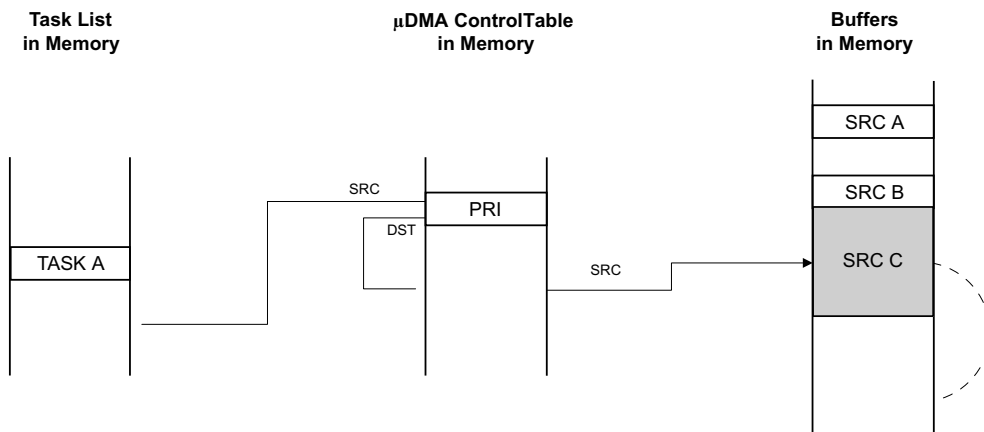 Task List
in Memory
µDMA ControlTable
in Memory
Buffers
in Memory
SRC A
SRC
SRC B
PRI
DST
TASK A
SRC
SRC C